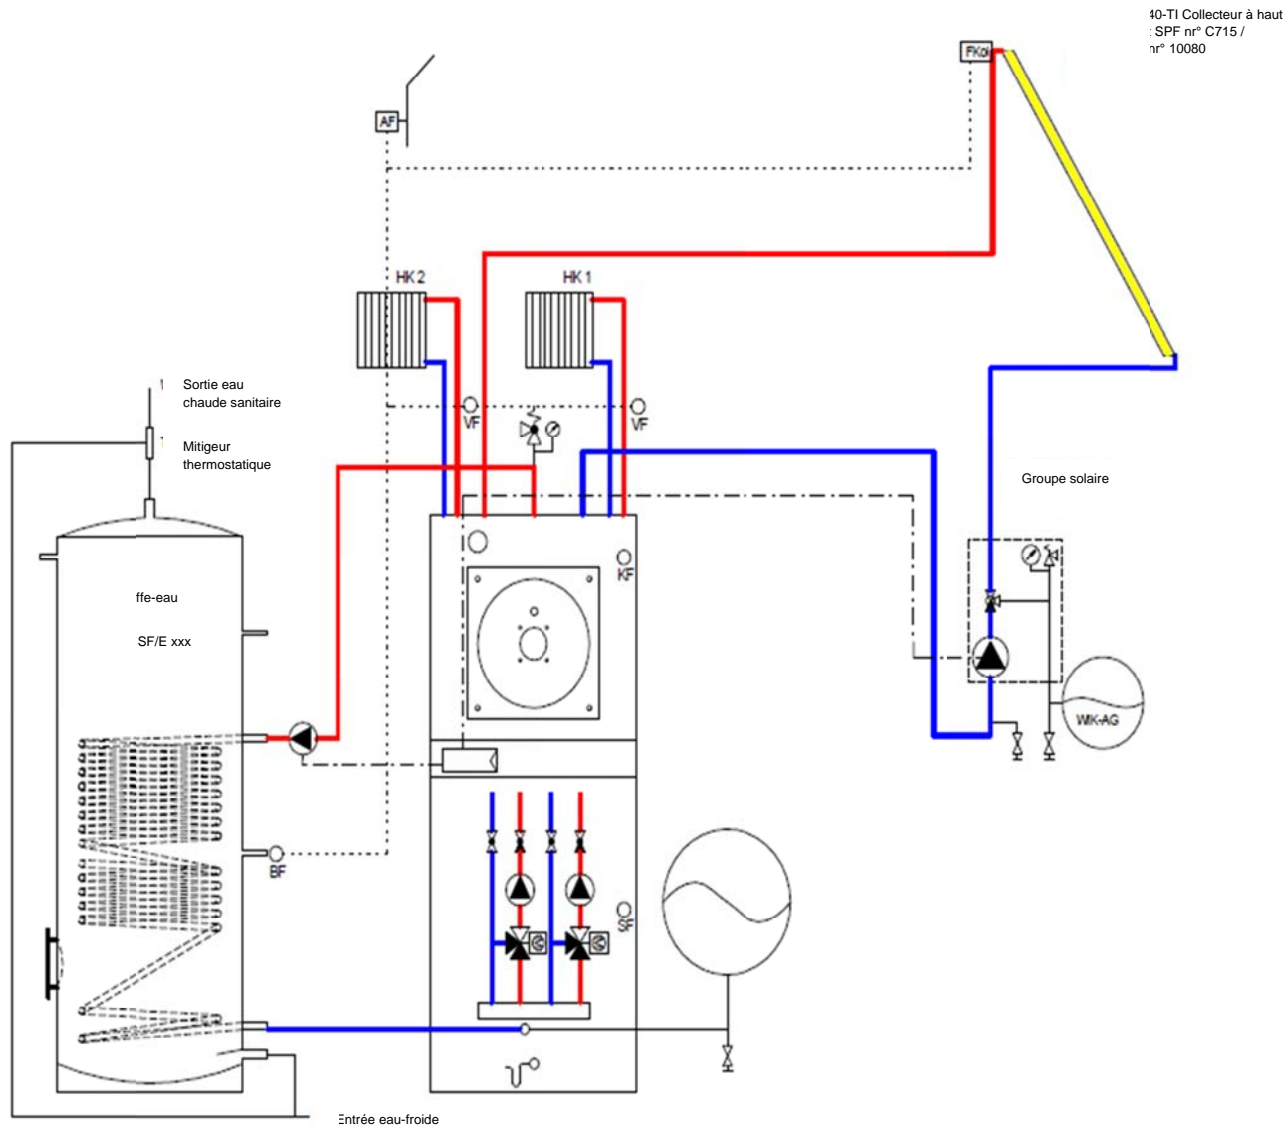 40-TI Collecteur à haut
: SPF nr° C715 /
nr° 10080
FKol
AF
HK 2
HK 1
Sortie eau
chaude sanitaire
VF
VF
Mitigeur
thermostatique
Groupe solaire
KF
ffe-eau
SF/E xxx
WIK-AG
BF
SF
Entrée eau-froide